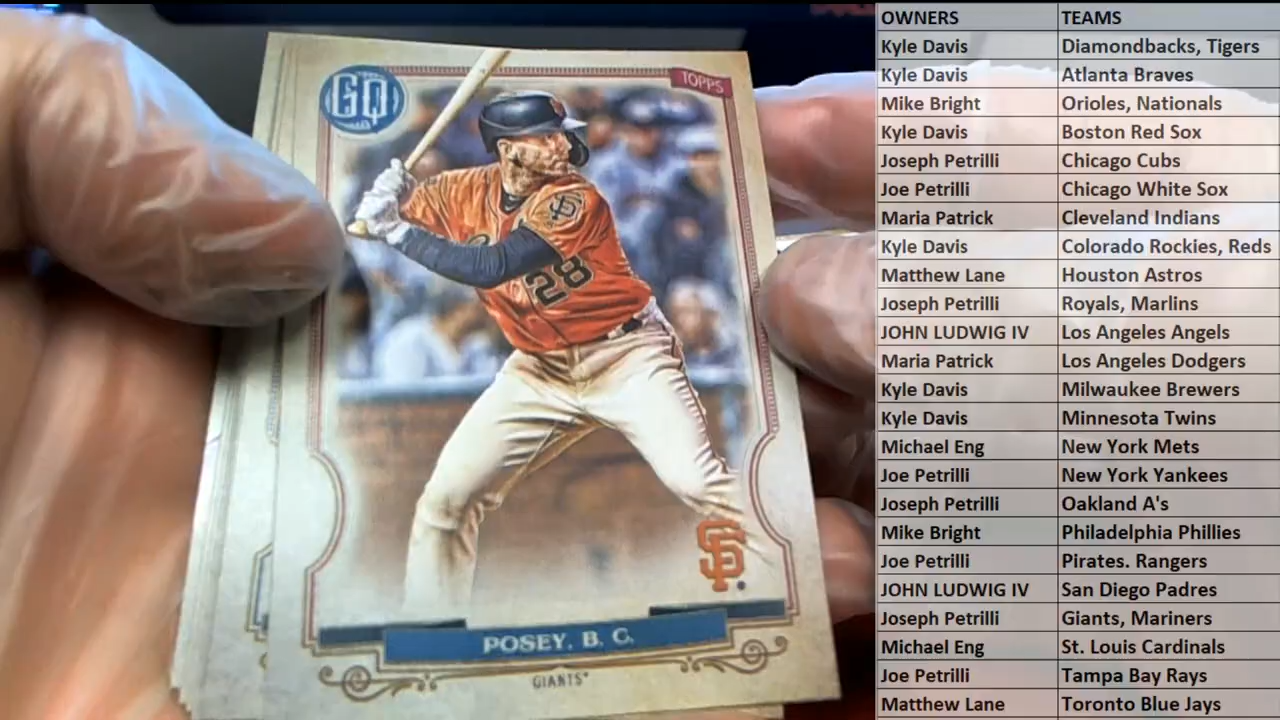 GQ
TOPPS
28
SF
POSEY, B. C.
GIANTS
OWNERS TEAMS
Kyle Davis Diamondbacks, Tigers
Kyle Davis Atlanta Braves
Mike Bright Orioles, Nationals
Kyle Davis Boston Red Sox
Joseph Petrilli Chicago Cubs
Joe Petrilli Chicago White Sox
Maria Patrick Cleveland Indians
Kyle Davis Colorado Rockies, Reds
Matthew Lane Houston Astros
Joseph Petrilli Royals, Marlins
JOHN LUDWIG IV Los Angeles Angels
Maria Patrick Los Angeles Dodgers
Kyle Davis Milwaukee Brewers
Kyle Davis Minnesota Twins
Michael Eng New York Mets
Joe Petrilli New York Yankees
Joseph Petrilli Oakland A's
Mike Bright Philadelphia Phillies
Joe Petrilli Pirates. Rangers
JOHN LUDWIG IV San Diego Padres
Joseph Petrilli Giants, Mariners
Michael Eng St. Louis Cardinals
Joe Petrilli Tampa Bay Rays
Matthew Lane Toronto Blue Jays